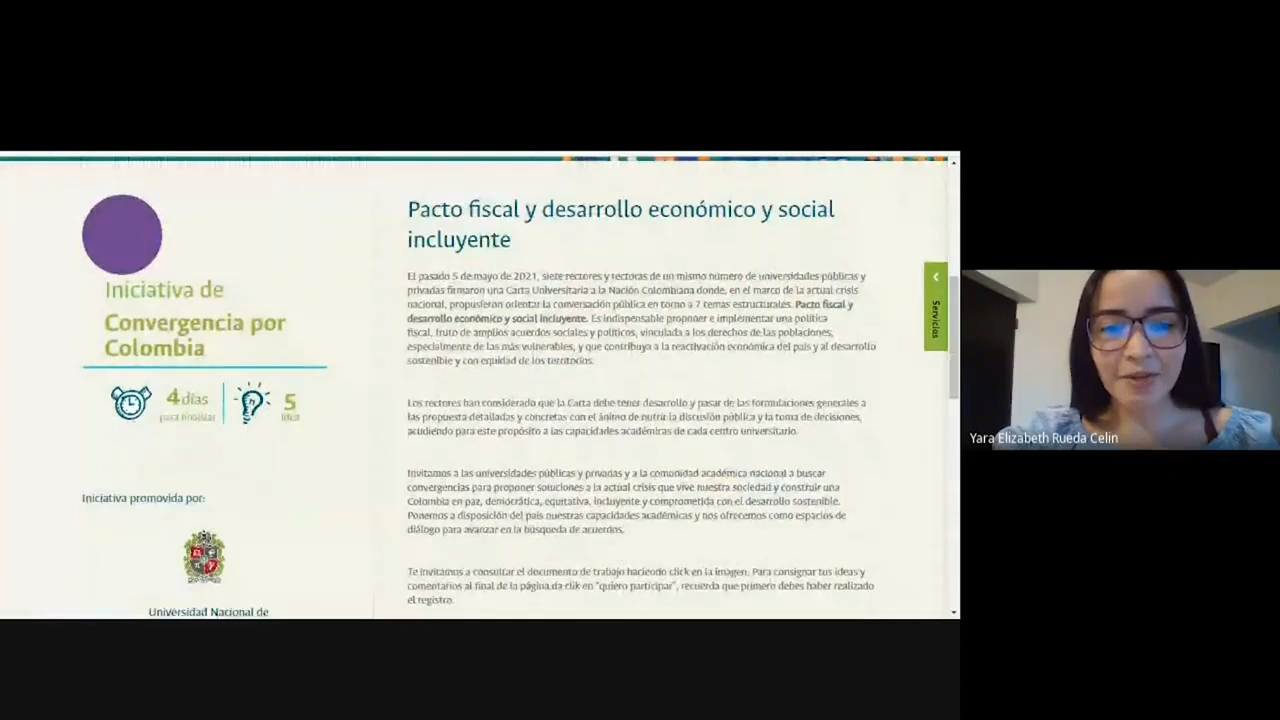 Iniciativa de
Convergencia por
Colombia
4 días
para finalizar
5
idea
Iniciativa promovida por:
Universidad Nacional de
Pacto fiscal y desarrollo económico y social
incluyente
El pasado 5 de mayo de 2021, siete rectores y rectoras de un mismo número de universidades públicas y
privadas firmaron una Carta Universitaria a la Nación Colombiana donde, en el marco de la actual crisis
nacional, propusieron orientar la conversación pública en torno a 7 temas estructurales. Pacto fiscal y
desarrollo económico y social incluyente. Es indispensable proponer e implementar una política
fiscal, fruto de amplios acuerdos sociales y políticos, vinculada a los derechos de las poblaciones,
especialmente de las más vulnerables, y que contribuya a la reactivación económica del país y al desarrollo
sostenible y con equidad de los territorios.
Los rectores han considerado que la Carta debe tener desarrollo y pasar de las formulaciones generales a
las propuesta detalladas y concretas con el ánimo de nutrir la discusión pública y la toma de decisiones,
acudiendo para este propósito a las capacidades académicas de cada centro universitario.
Invitamos a las universidades públicas y privadas y a la comunidad académica nacional a buscar
convergencias para proponer soluciones a la actual crisis que vive nuestra sociedad y construir una
Colombia en paz, democrática, equitativa, incluyente y comprometida con el desarrollo sostenible.
Ponemos a disposición del país nuestras capacidades académicas y nos ofrecemos como espacios de
diálogo para avanzar en la búsqueda de acuerdos.
Te invitamos a consultar el documento de trabajo haciendo click en la imagen. Para consignar tus ideas y
comentarios al final de la página da clik en "quiero participar", recuerda que primero debes haber realizado
el registro.
Servicios
Yara Elizabeth Rueda Celin